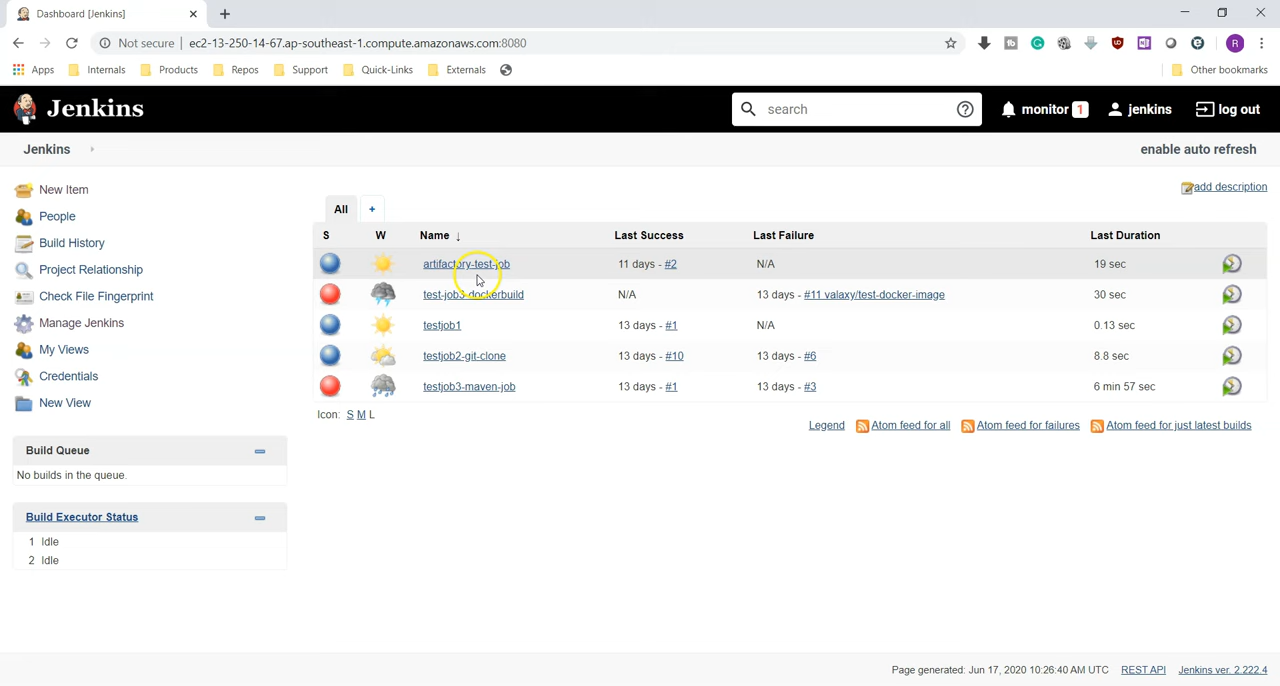 Dashboard [Jenkins]
Not secure | ec2-13-250-14-67.ap-southeast-1.compute.amazonaws.com:8080
Apps Internals Products Repos Support Quick-Links Externals Other bookmarks
Jenkins search monitor 1 jenkins log out
Jenkins enable auto refresh
add description
New Item
People
Build History
Project Relationship
Check File Fingerprint
Manage Jenkins
My Views
Credentials
New View
Build Queue
No builds in the queue.
Build Executor Status
1 Idle
2 Idle
All +
S W Name ↓ Last Success Last Failure Last Duration
artifactory-test-job 11 days - #2 N/A 19 sec
test-job3-dockerbuild N/A 13 days - #11 valaxy/test-docker-image 30 sec
testjob1 13 days - #1 N/A 0.13 sec
testjob2-git-clone 13 days - #10 13 days - #6 8.8 sec
testjob3-maven-job 13 days - #1 13 days - #3 6 min 57 sec
Icon: S M L
Legend Atom feed for all Atom feed for failures Atom feed for just latest builds
Page generated: Jun 17, 2020 10:26:40 AM UTC REST API Jenkins ver. 2.222.4